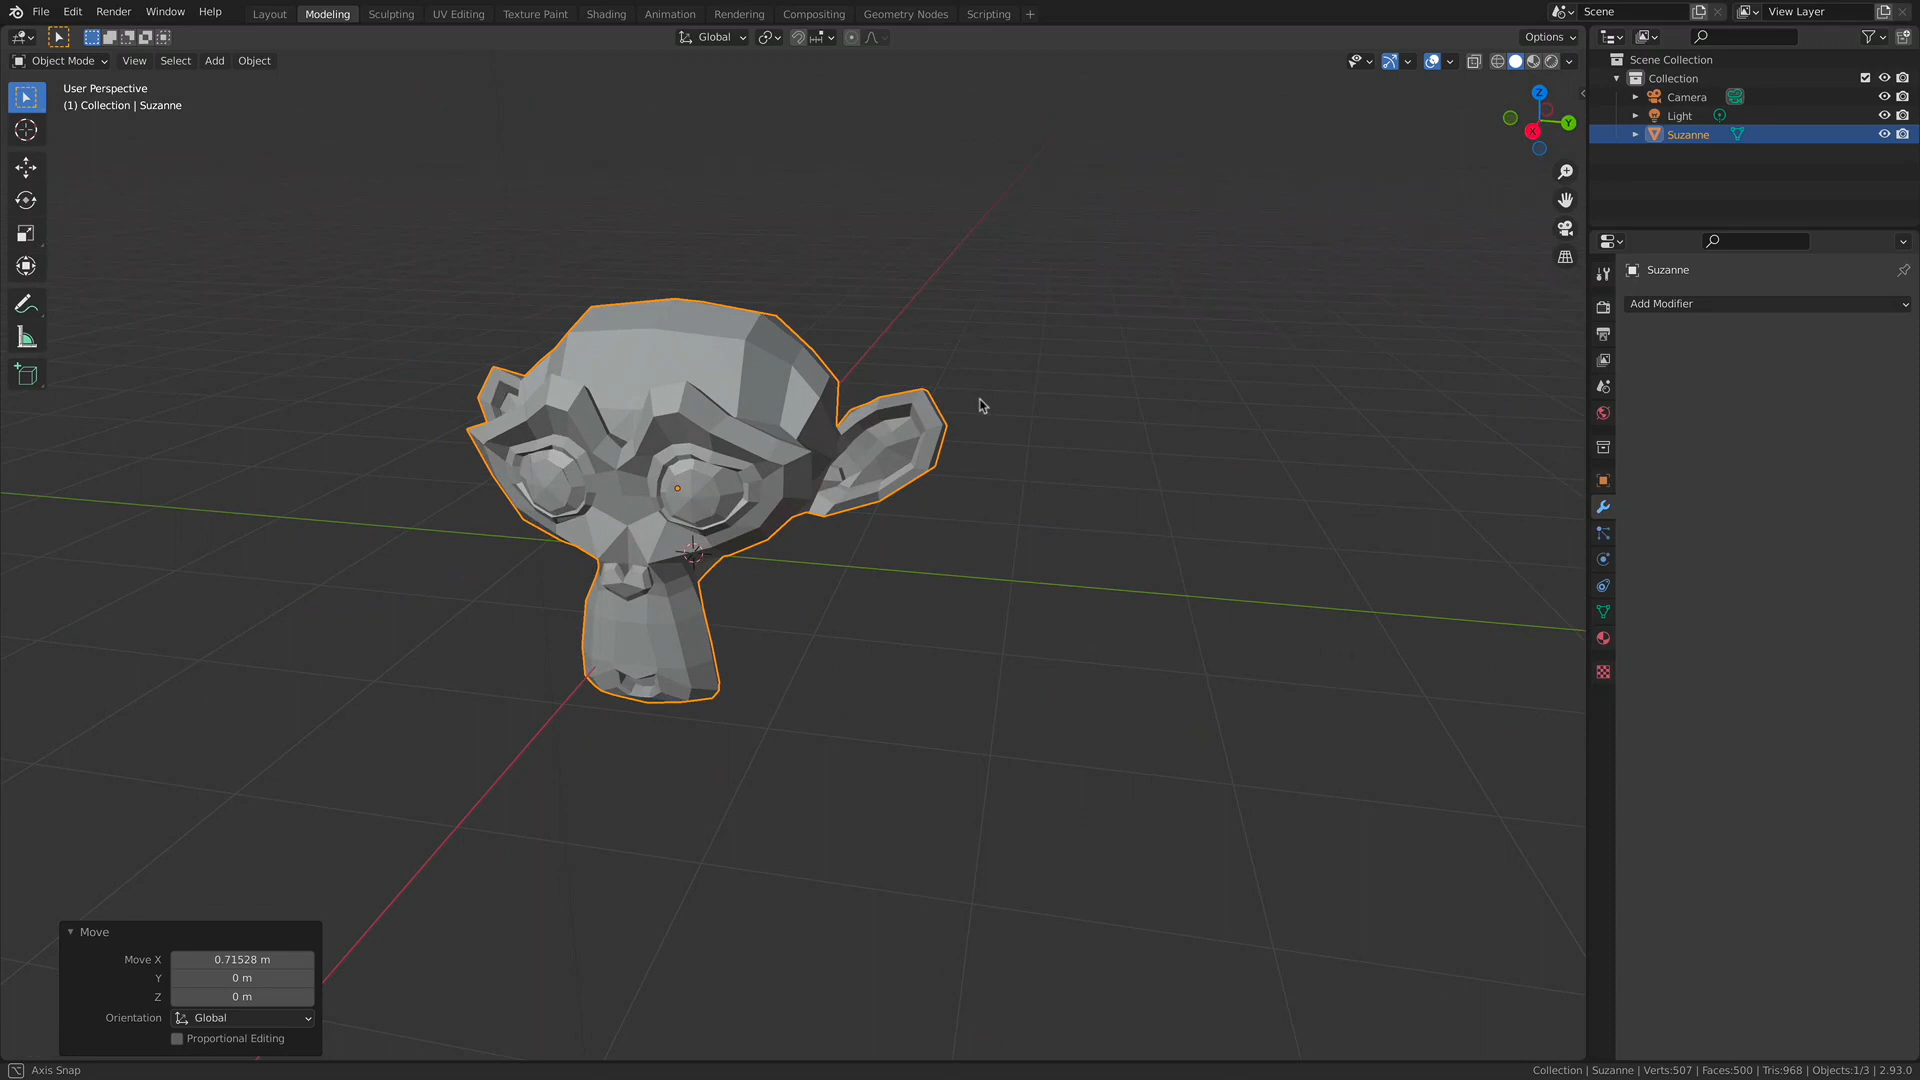 File Edit Render Window Help Layout Modeling Sculpting UV Editing Texture Paint Shading Animation Rendering Compositing Geometry Nodes Scripting + Scene View Layer
Global Options
Object Mode View Select Add Object
User Perspective
(1) Collection | Suzanne
Z
Y
X
Scene Collection
Collection
Camera
Light
Suzanne
Suzanne
Add Modifier
Move
Move X 0.71528 m
Y 0 m
Z 0 m
Orientation Global
Proportional Editing
Axis Snap
Collection | Suzanne | Verts:507 | Faces:500 | Tris:968 | Objects:1/3 | 2.93.0